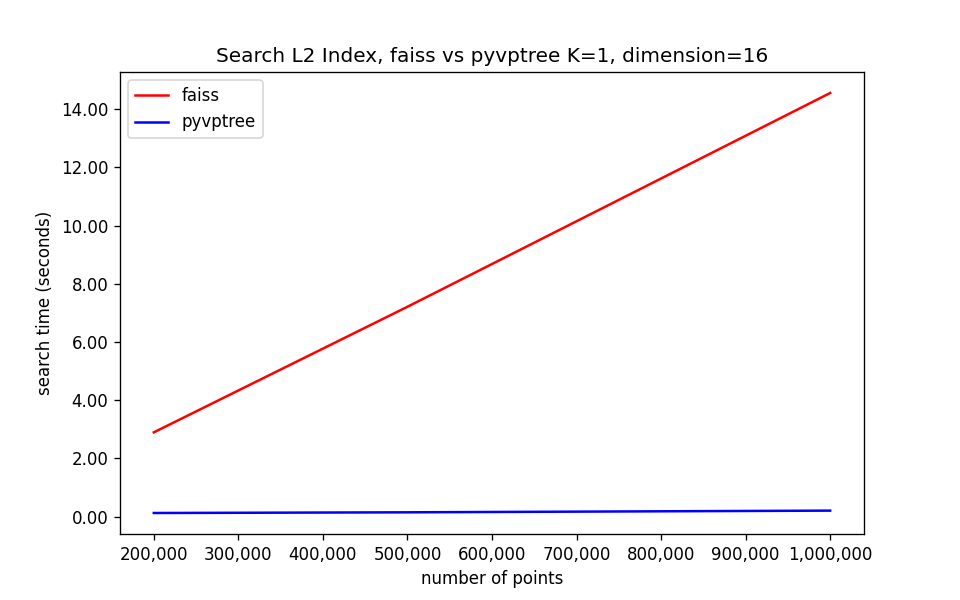 Search L2 Index, faiss vs pyvptree K=1, dimension=16
faiss
pyvptree
14.00
12.00
10.00
8.00
6.00
4.00
2.00
0.00
search time (seconds)
200,000 300,000 400,000 500,000 600,000 700,000 800,000 900,000 1,000,000
number of points